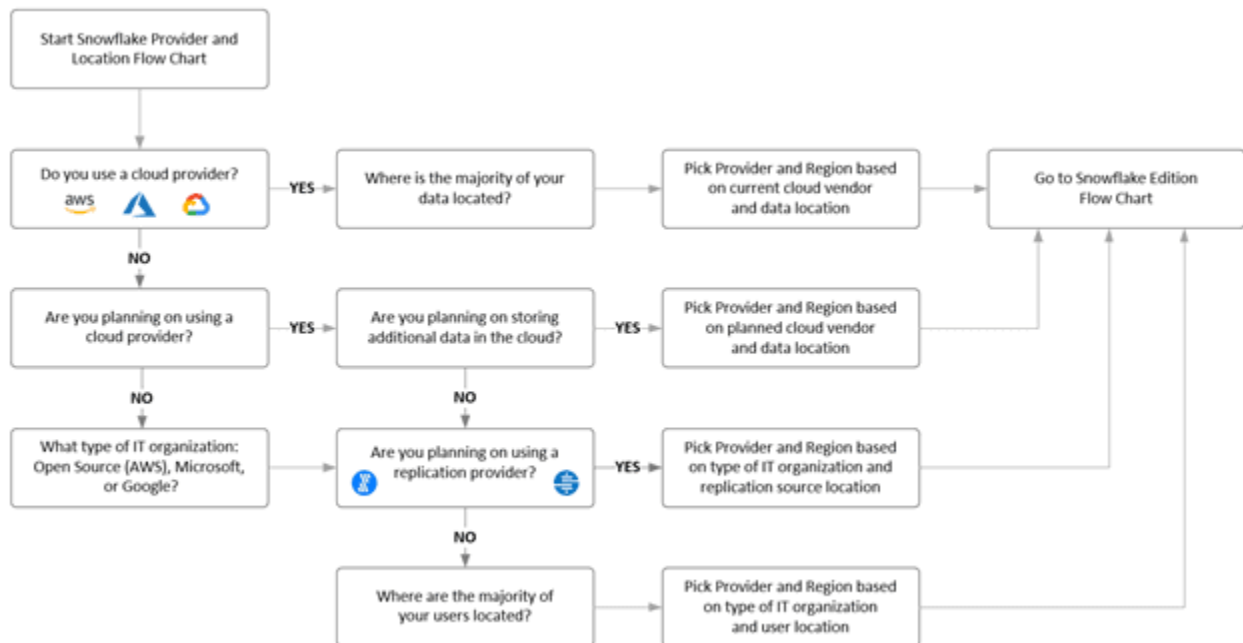 Start Snowflake Provider and
Location Flow Chart
Do you use a cloud provider?
aws
YES
Where is the majority of your
data located?
Pick Provider and Region based
on current cloud vendor
and data location
Go to Snowflake Edition
Flow Chart
NO
Are you planning on using a
cloud provider?
YES
Are you planning on storing
additional data in the cloud?
YES
Pick Provider and Region based
on planned cloud vendor
and data location
NO
NO
What type of IT organization:
Open Source (AWS), Microsoft,
or Google?
Are you planning on using a
replication provider?
YES
Pick Provider and Region based
on type of IT organization and
replication source location
NO
Where are the majority of
your users located?
Pick Provider and Region based
on type of IT organization
and user location